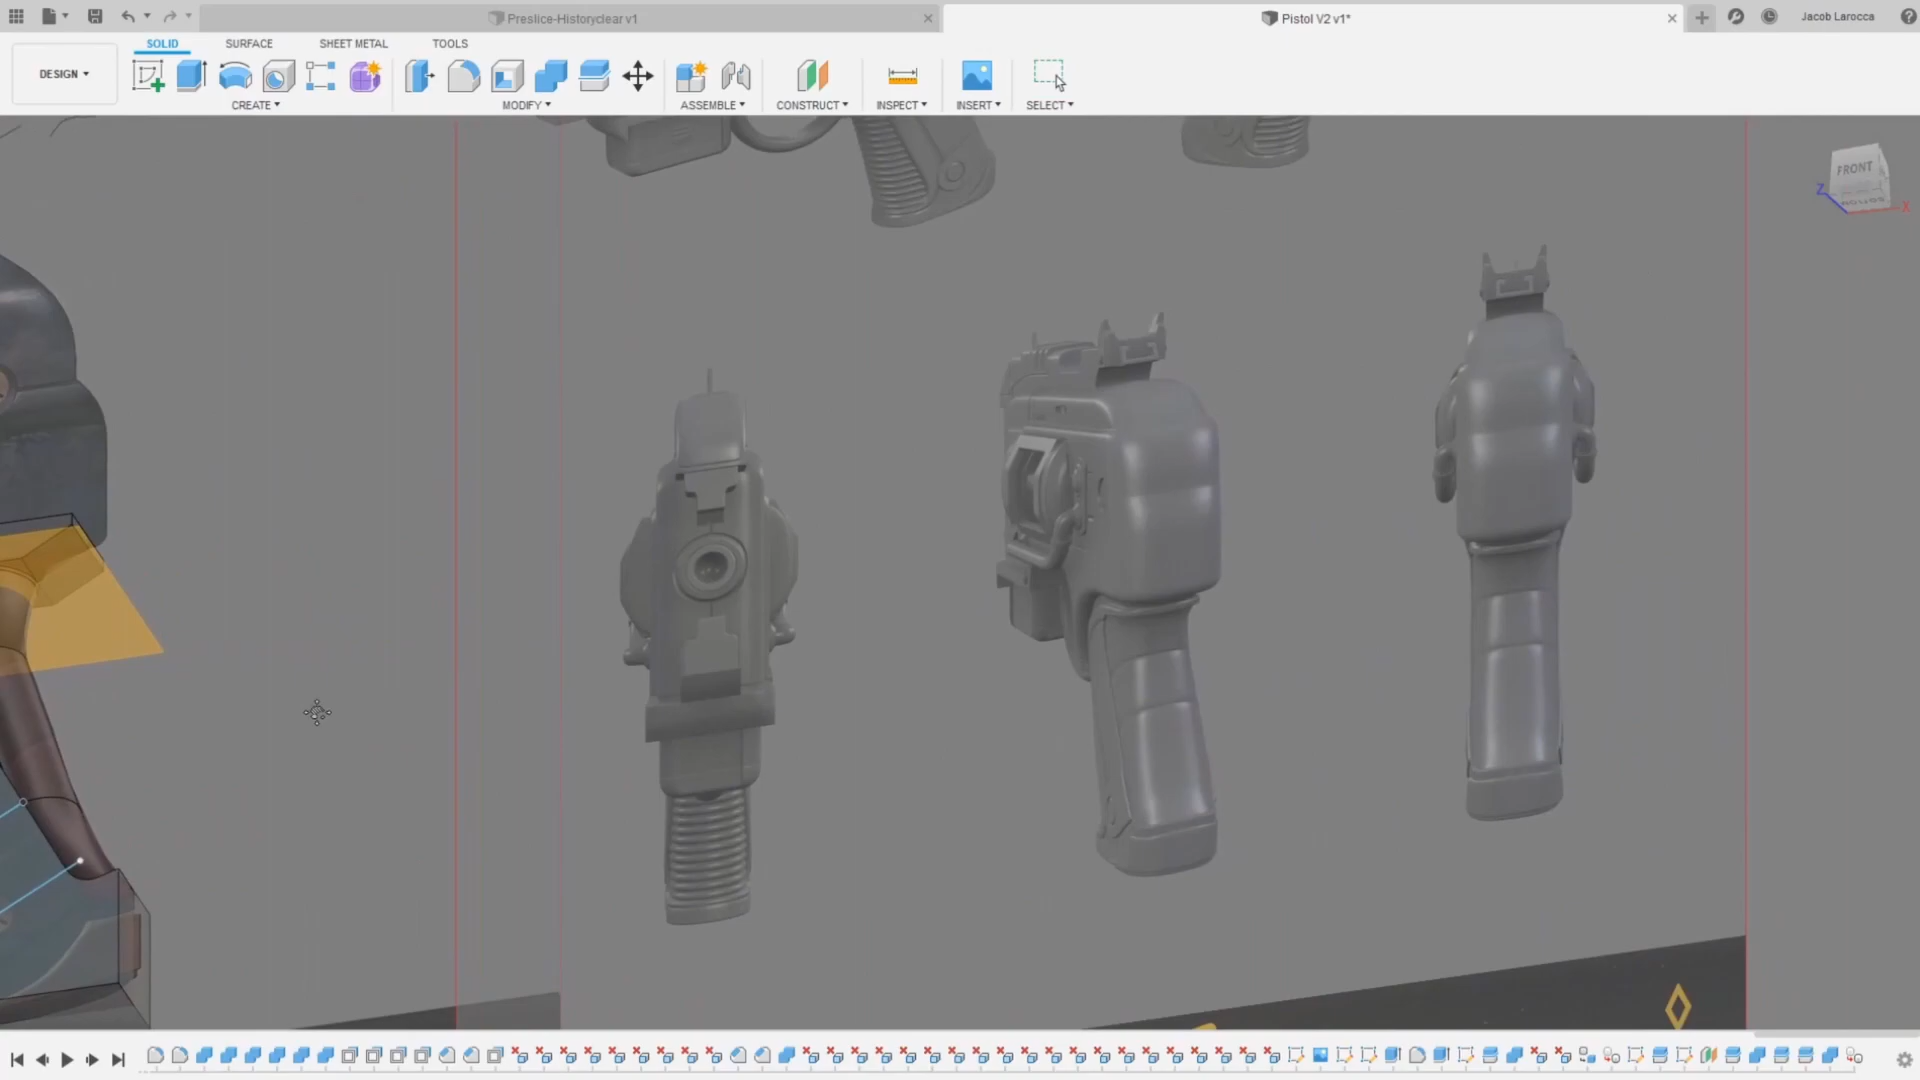 Preslice-Historyclear v1
Pistol V2 v1*
Jacob Larocca
SOLID
SURFACE
SHEET METAL
TOOLS
DESIGN
CREATE
MODIFY
ASSEMBLE
CONSTRUCT
INSPECT
INSERT
SELECT
FRONT
Z
X